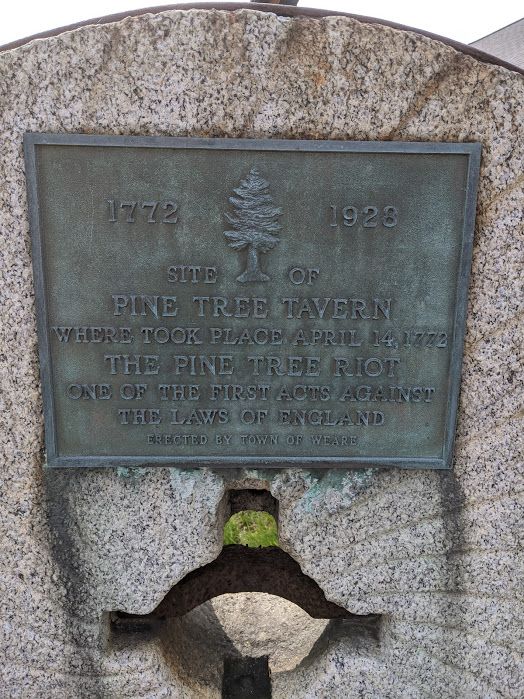 1772 1928
SITE OF
PINE TREE TAVERN
WHERE TOOK PLACE APRIL 14, 1772
THE PINE TREE RIOT
ONE OF THE FIRST ACTS AGAINST
THE LAWS OF ENGLAND
ERECTED BY TOWN OF WEARE